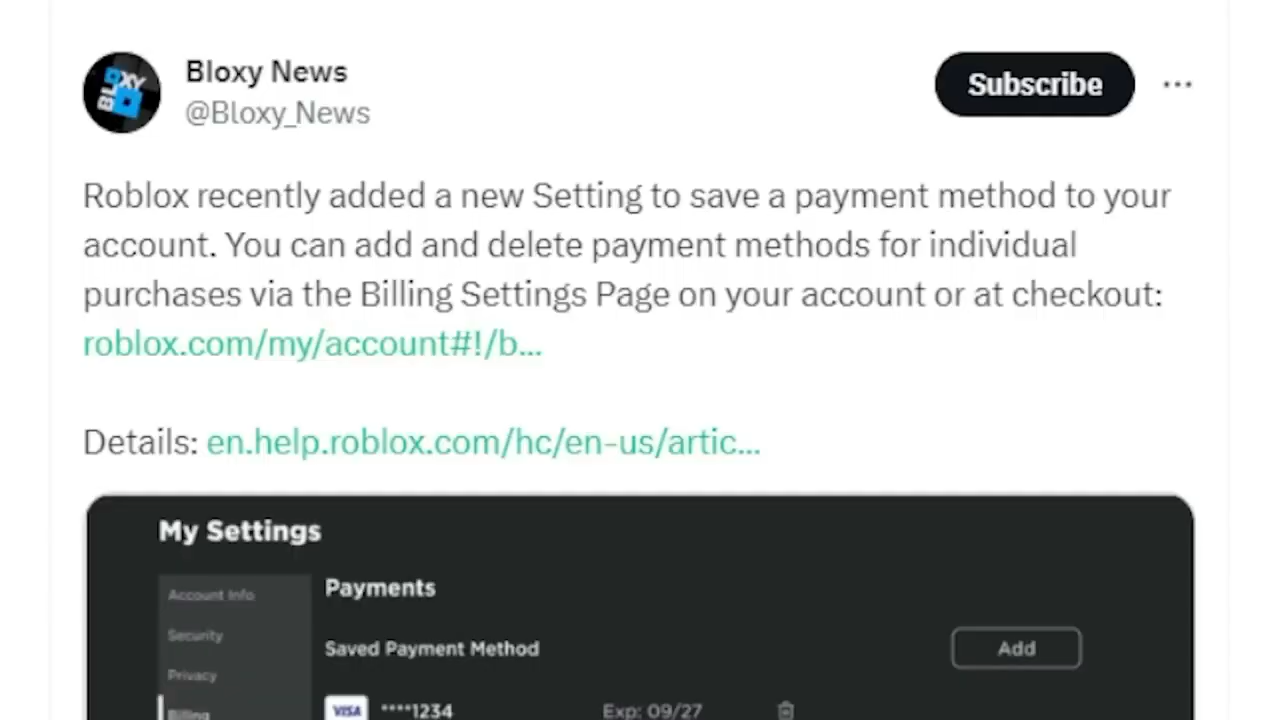 Bloxy News
@Bloxy_News
Subscribe
BLOXY
Roblox recently added a new Setting to save a payment method to your
account. You can add and delete payment methods for individual
purchases via the Billing Settings Page on your account or at checkout:
roblox.com/my/account#!/b...
Details: en.help.roblox.com/hc/en-us/artic...
My Settings
Account Info
Payments
Security
Saved Payment Method
Add
Privacy
Billing
VISA ****1234 Exp: 09/27